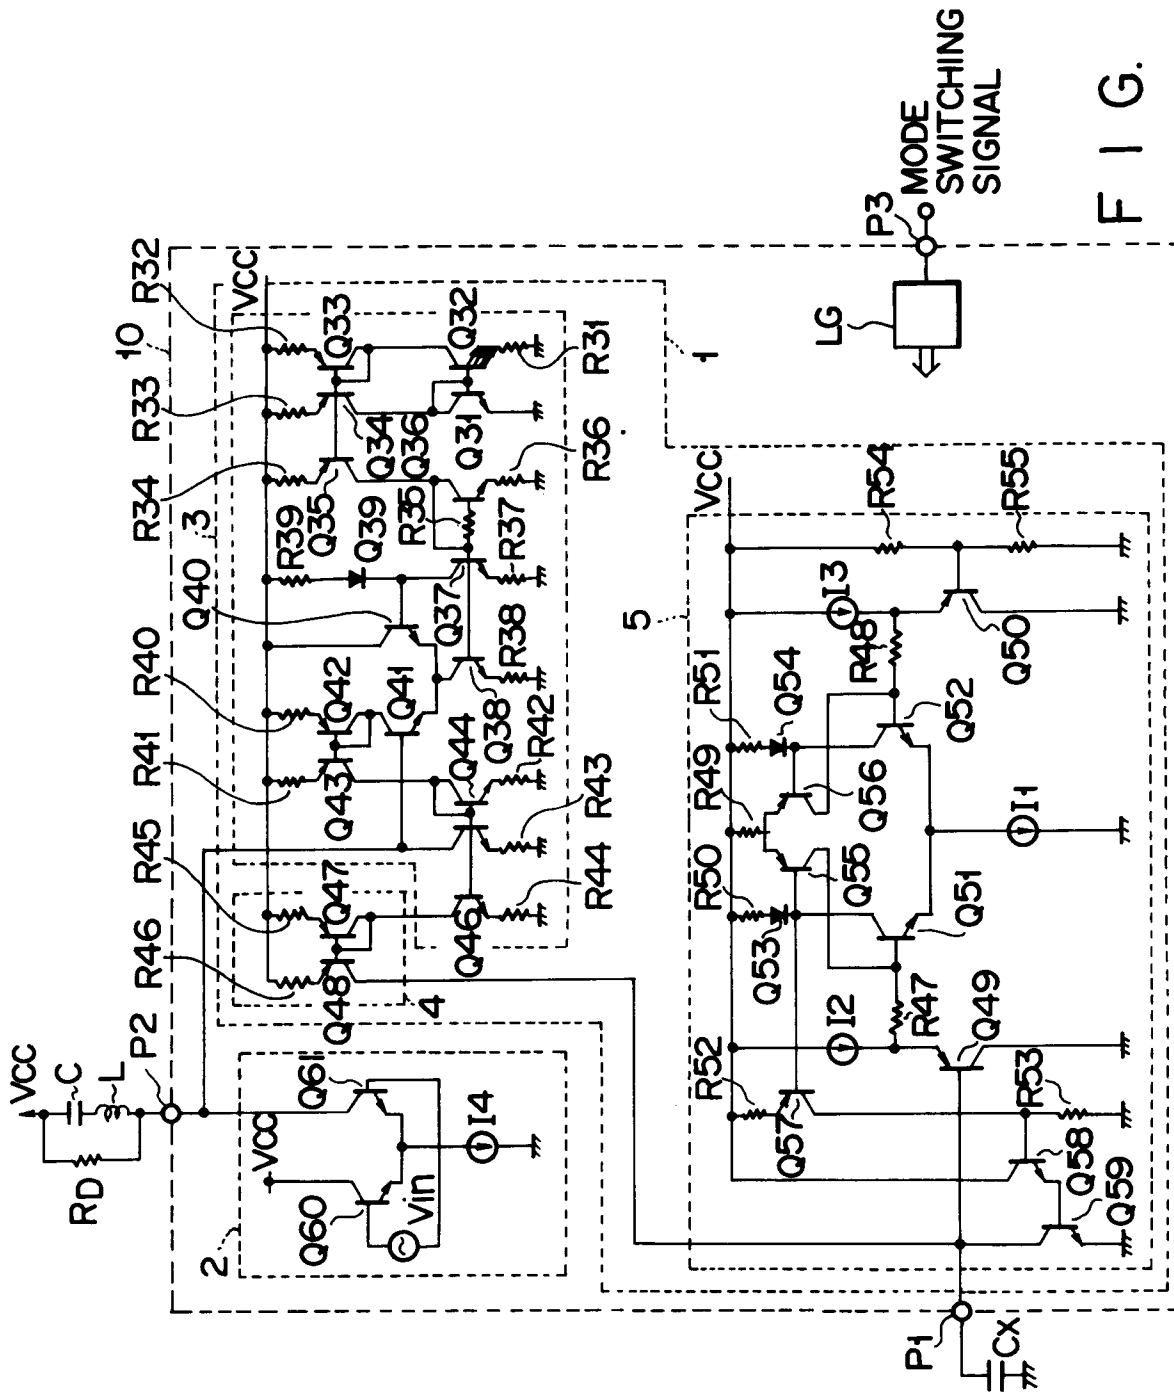 VCC
C
L
RD
P2
R46
R45
R41
R40
Q40
R34
R33
10
R32
3
VCC
R39
Q39
Q35
Q34
Q33
Q36
R35
Q31
Q32
Q42
Q43
Q41
Q37
Q44
Q38
R38
R37
R36
R31
R42
R43
R44
Q47
Q48
Q46
4
1
2
VCC
Q60
Q61
Vin
I4
LG
P3
MODE
SWITCHING
SIGNAL
5
VCC
R52
R50
R49
R51
Q53
Q54
I2
I3
R48
R54
Q57
Q55
Q56
R47
Q49
Q51
Q52
Q50
R55
R53
Q58
Q59
I1
P1
Cx
F I G.